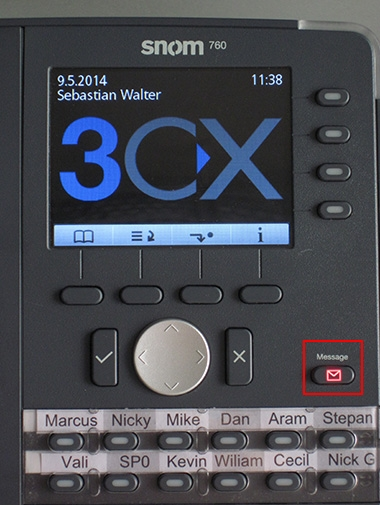 snom 760
9.5.2014 11:38
Sebastian Walter
3CX
Message
Marcus Nicky Mike Dan Aram Stepan
Vali SP0 Kevin Wiliam Cecil Nick G